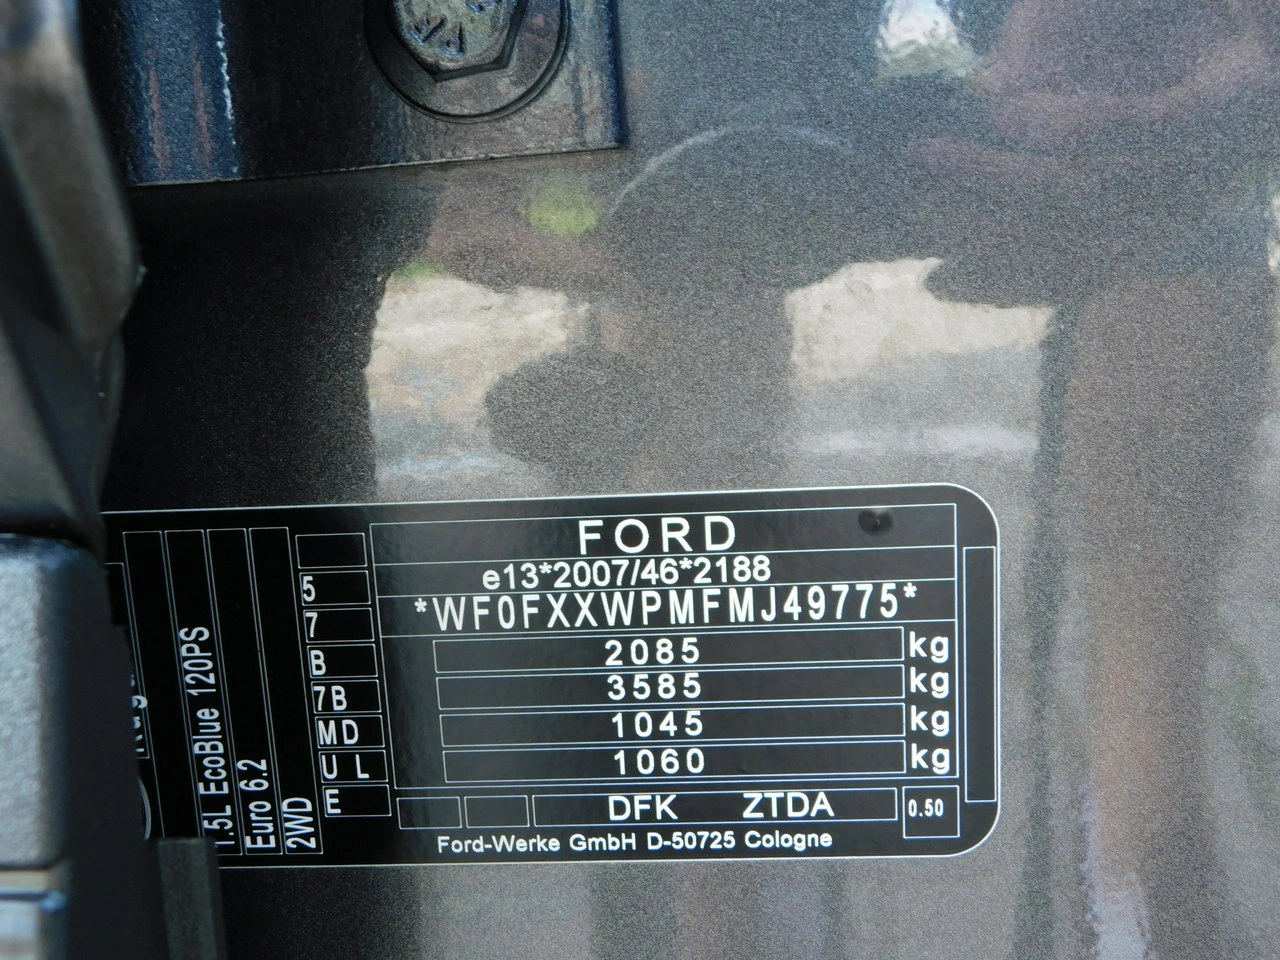 FORD
e13*2007/46*2188
*WF0FXXWPMFMJ49775*
2085 kg
3585 kg
1045 kg
1060 kg
DFK ZTDA 0.50
Ford-Werke GmbH D-50725 Cologne
5
7
B
7B
MD
U L
E
1.5L EcoBlue 120PS
Euro 6.2
2WD